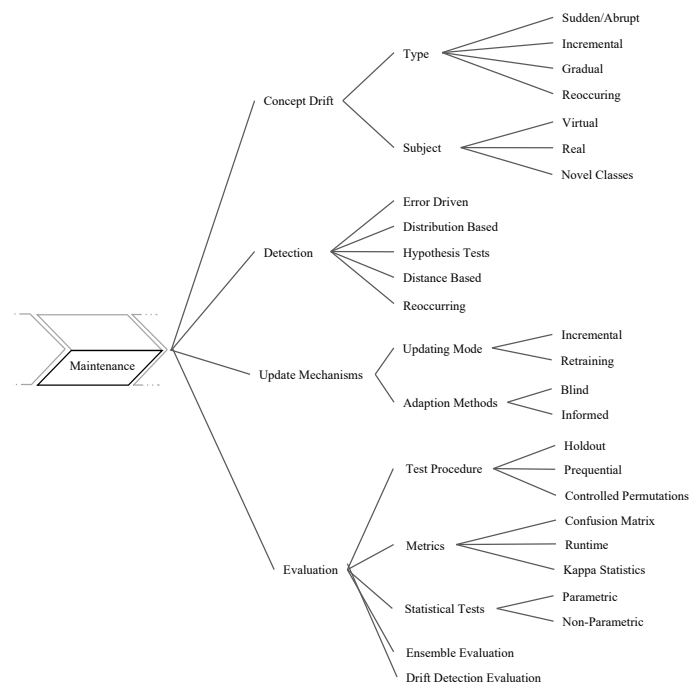 Maintenance
Concept Drift
Type
Sudden/Abrupt
Incremental
Gradual
Reoccuring
Subject
Virtual
Real
Novel Classes
Detection
Error Driven
Distribution Based
Hypothesis Tests
Distance Based
Reoccurring
Update Mechanisms
Updating Mode
Incremental
Retraining
Adaption Methods
Blind
Informed
Evaluation
Test Procedure
Holdout
Prequential
Controlled Permutations
Metrics
Confusion Matrix
Runtime
Kappa Statistics
Statistical Tests
Parametric
Non-Parametric
Ensemble Evaluation
Drift Detection Evaluation